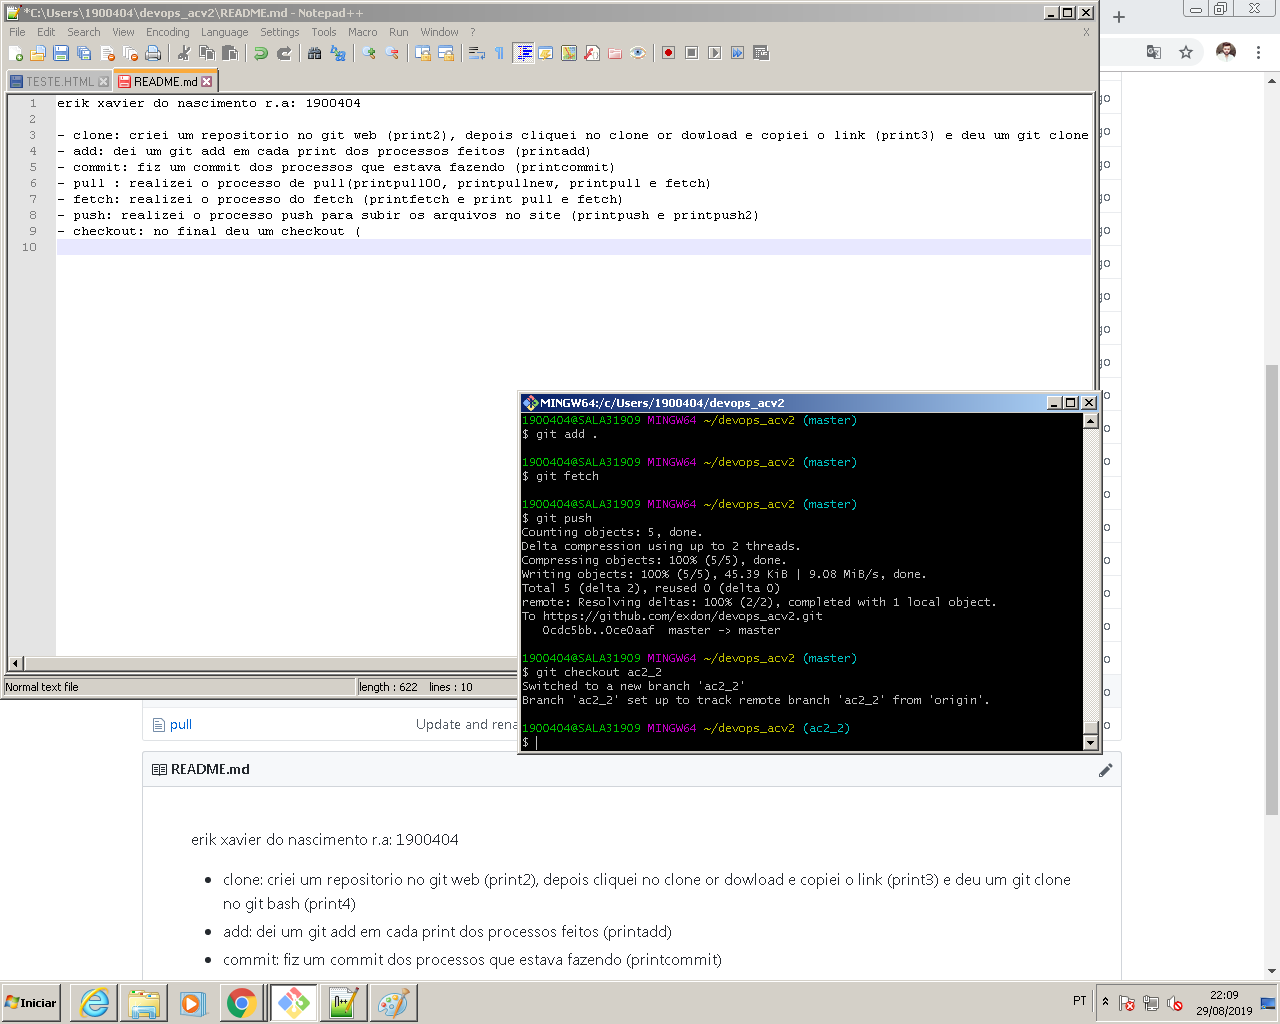 *C:\Users\1900404\devops_acv2\README.md - Notepad++
File Edit Search View Encoding Language Settings Tools Macro Run Window ? X
TESTE.HTML README.md
1 erik xavier do nascimento r.a: 1900404
2
3 - clone: criei um repositorio no git web (print2), depois cliquei no clone or dowload e copiei o link (print3) e deu um git clone
4 - add: dei um git add em cada print dos processos feitos (printadd)
5 - commit: fiz um commit dos processos que estava fazendo (printcommit)
6 - pull : realizei o processo de pull(printpull00, printpullnew, printpull e fetch)
7 - fetch: realizei o processo do fetch (printfetch e print pull e fetch)
8 - push: realizei o processo push para subir os arquivos no site (printpush e printpush2)
9 - checkout: no final deu um checkout (
10
Normal text file length : 622 lines : 10
MINGW64:/c/Users/1900404/devops_acv2
1900404@SALA31909 MINGW64 ~/devops_acv2 (master)
$ git add .
1900404@SALA31909 MINGW64 ~/devops_acv2 (master)
$ git fetch
1900404@SALA31909 MINGW64 ~/devops_acv2 (master)
$ git push
Counting objects: 5, done.
Delta compression using up to 2 threads.
Compressing objects: 100% (5/5), done.
Writing objects: 100% (5/5), 45.39 KiB | 9.08 MiB/s, done.
Total 5 (delta 2), reused 0 (delta 0)
remote: Resolving deltas: 100% (2/2), completed with 1 local object.
To https://github.com/exdon/devops_acv2.git
0cdc5bb..0ce0aaf master -> master
1900404@SALA31909 MINGW64 ~/devops_acv2 (master)
$ git checkout ac2_2
Switched to a new branch 'ac2_2'
Branch 'ac2_2' set up to track remote branch 'ac2_2' from 'origin'.
1900404@SALA31909 MINGW64 ~/devops_acv2 (ac2_2)
$
pull Update and rena
README.md
erik xavier do nascimento r.a: 1900404
clone: criei um repositorio no git web (print2), depois cliquei no clone or dowload e copiei o link (print3) e deu um git clone
no git bash (print4)
add: dei um git add em cada print dos processos feitos (printadd)
commit: fiz um commit dos processos que estava fazendo (printcommit)
Iniciar PT 22:09
29/08/2019